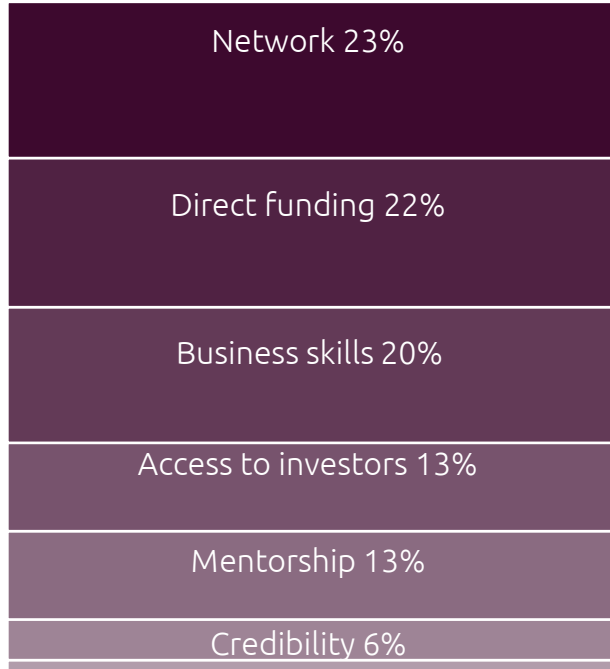 Network 23%
Direct funding 22%
Business skills 20%
Access to investors 13%
Mentorship 13%
Credibility 6%